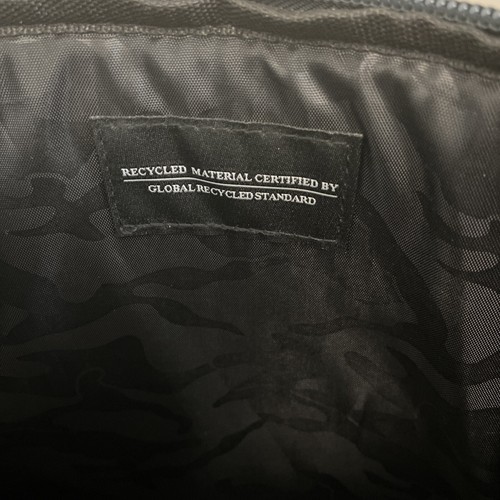 RECYCLED MATERIAL CERTIFIED BY
GLOBAL RECYCLED STANDARD